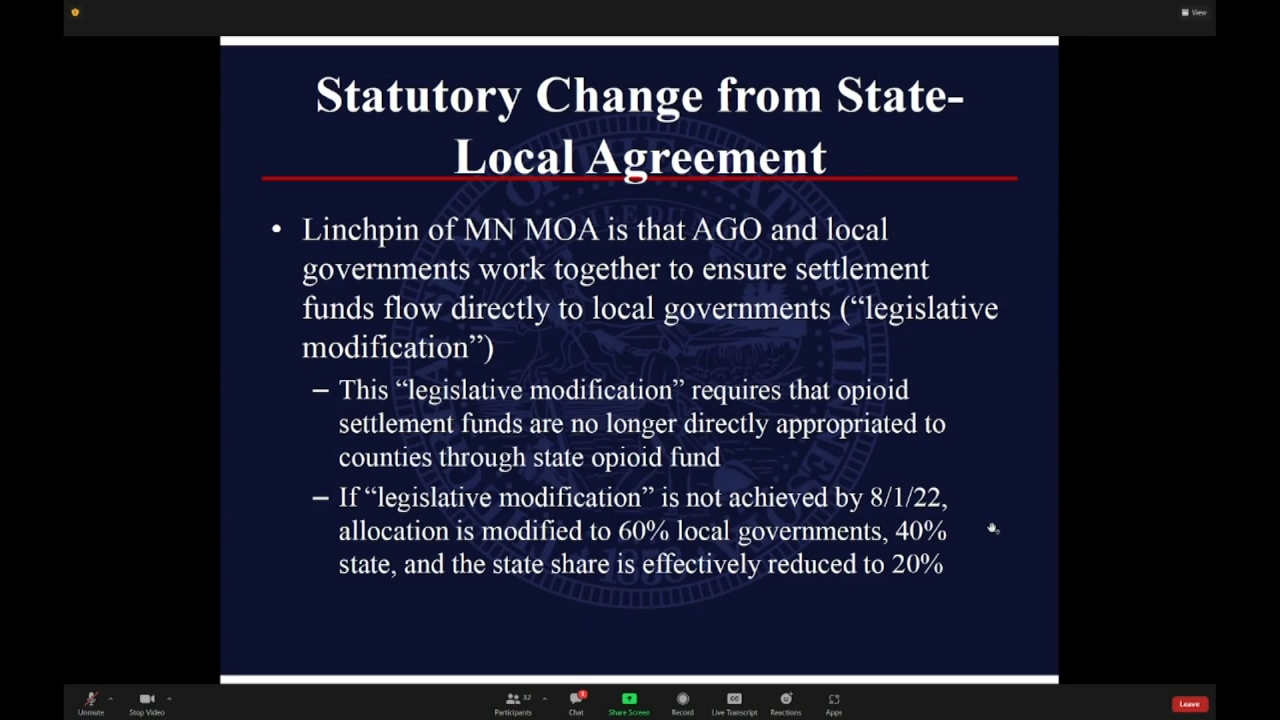 View
Statutory Change from State-
Local Agreement
• Linchpin of MN MOA is that AGO and local
governments work together to ensure settlement
funds flow directly to local governments (“legislative
modification”)
– This “legislative modification” requires that opioid
settlement funds are no longer directly appropriated to
counties through state opioid fund
– If “legislative modification” is not achieved by 8/1/22,
allocation is modified to 60% local governments, 40%
state, and the state share is effectively reduced to 20%
Unmute Stop Video Participants 32 Chat 1 Share Screen Record Live Transcript Reactions Apps Leave